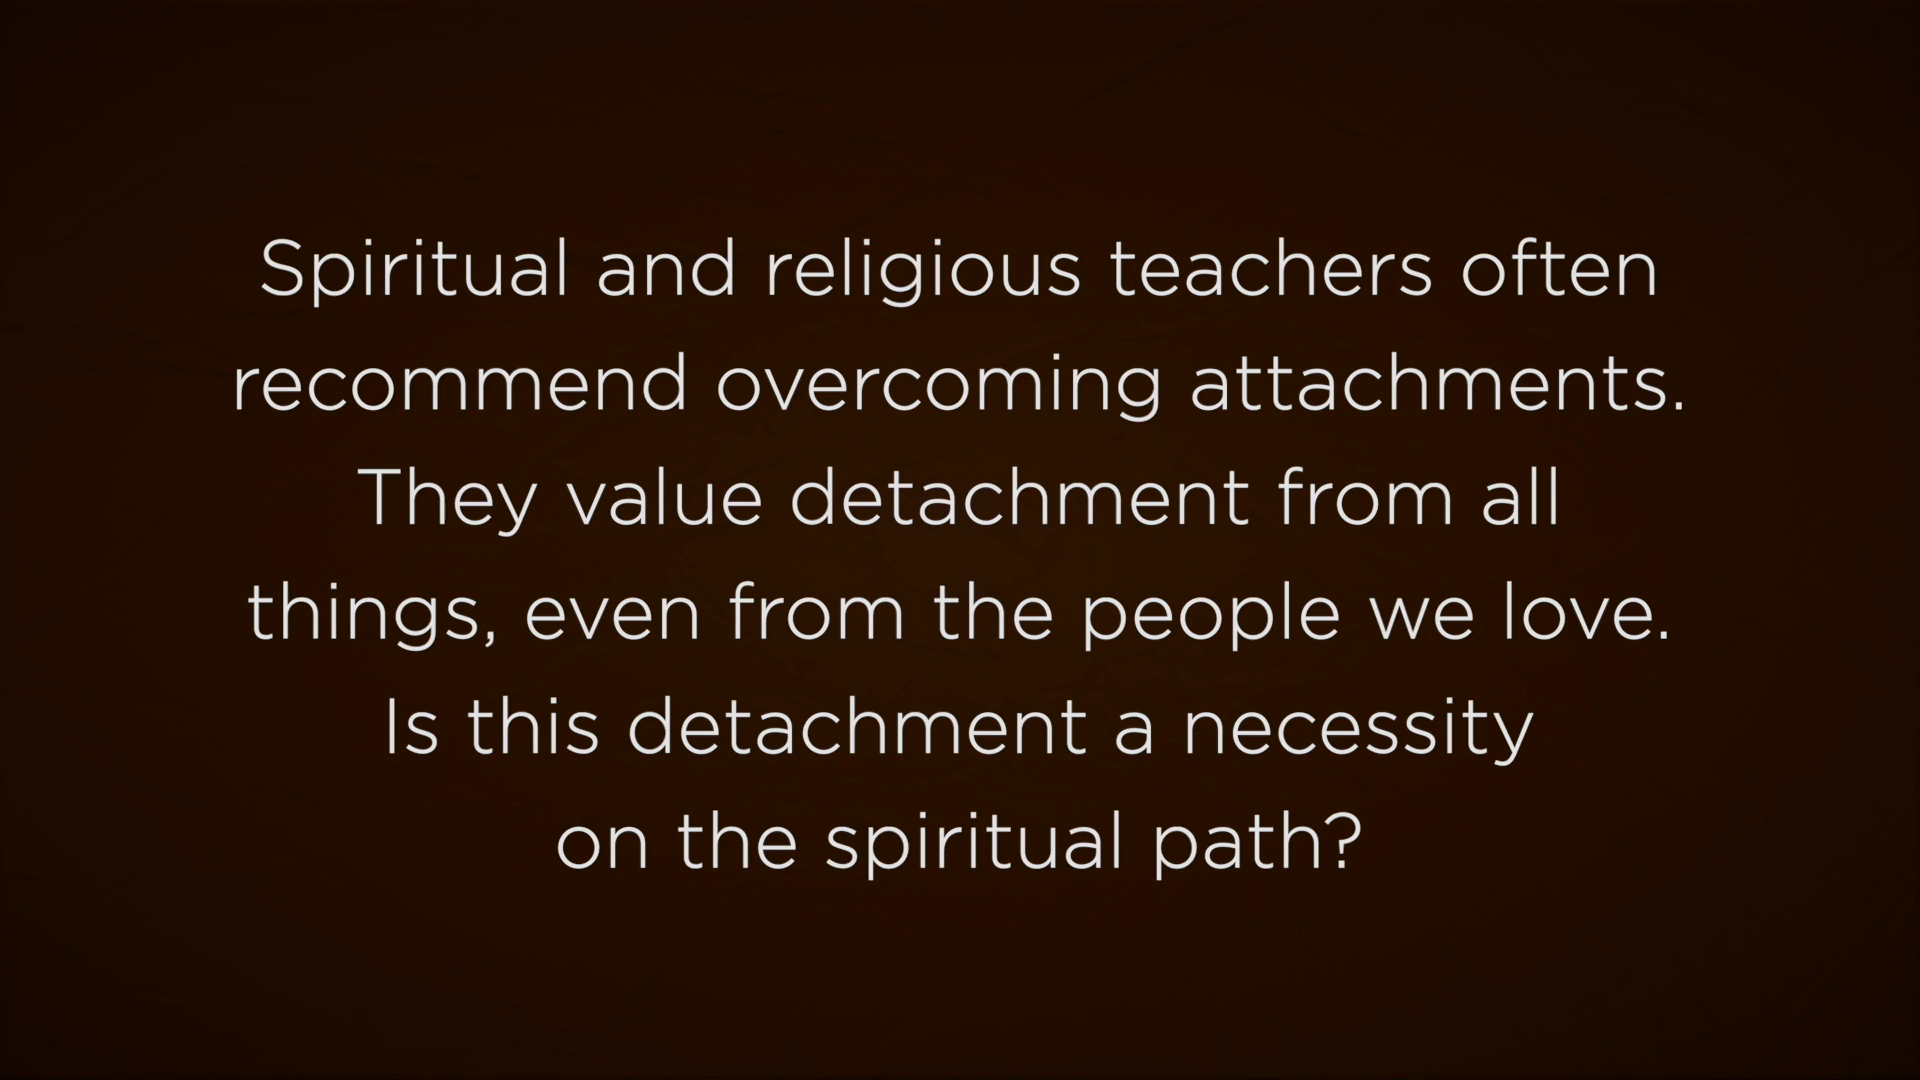 Spiritual and religious teachers often
recommend overcoming attachments.
They value detachment from all
things, even from the people we love.
Is this detachment a necessity
on the spiritual path?